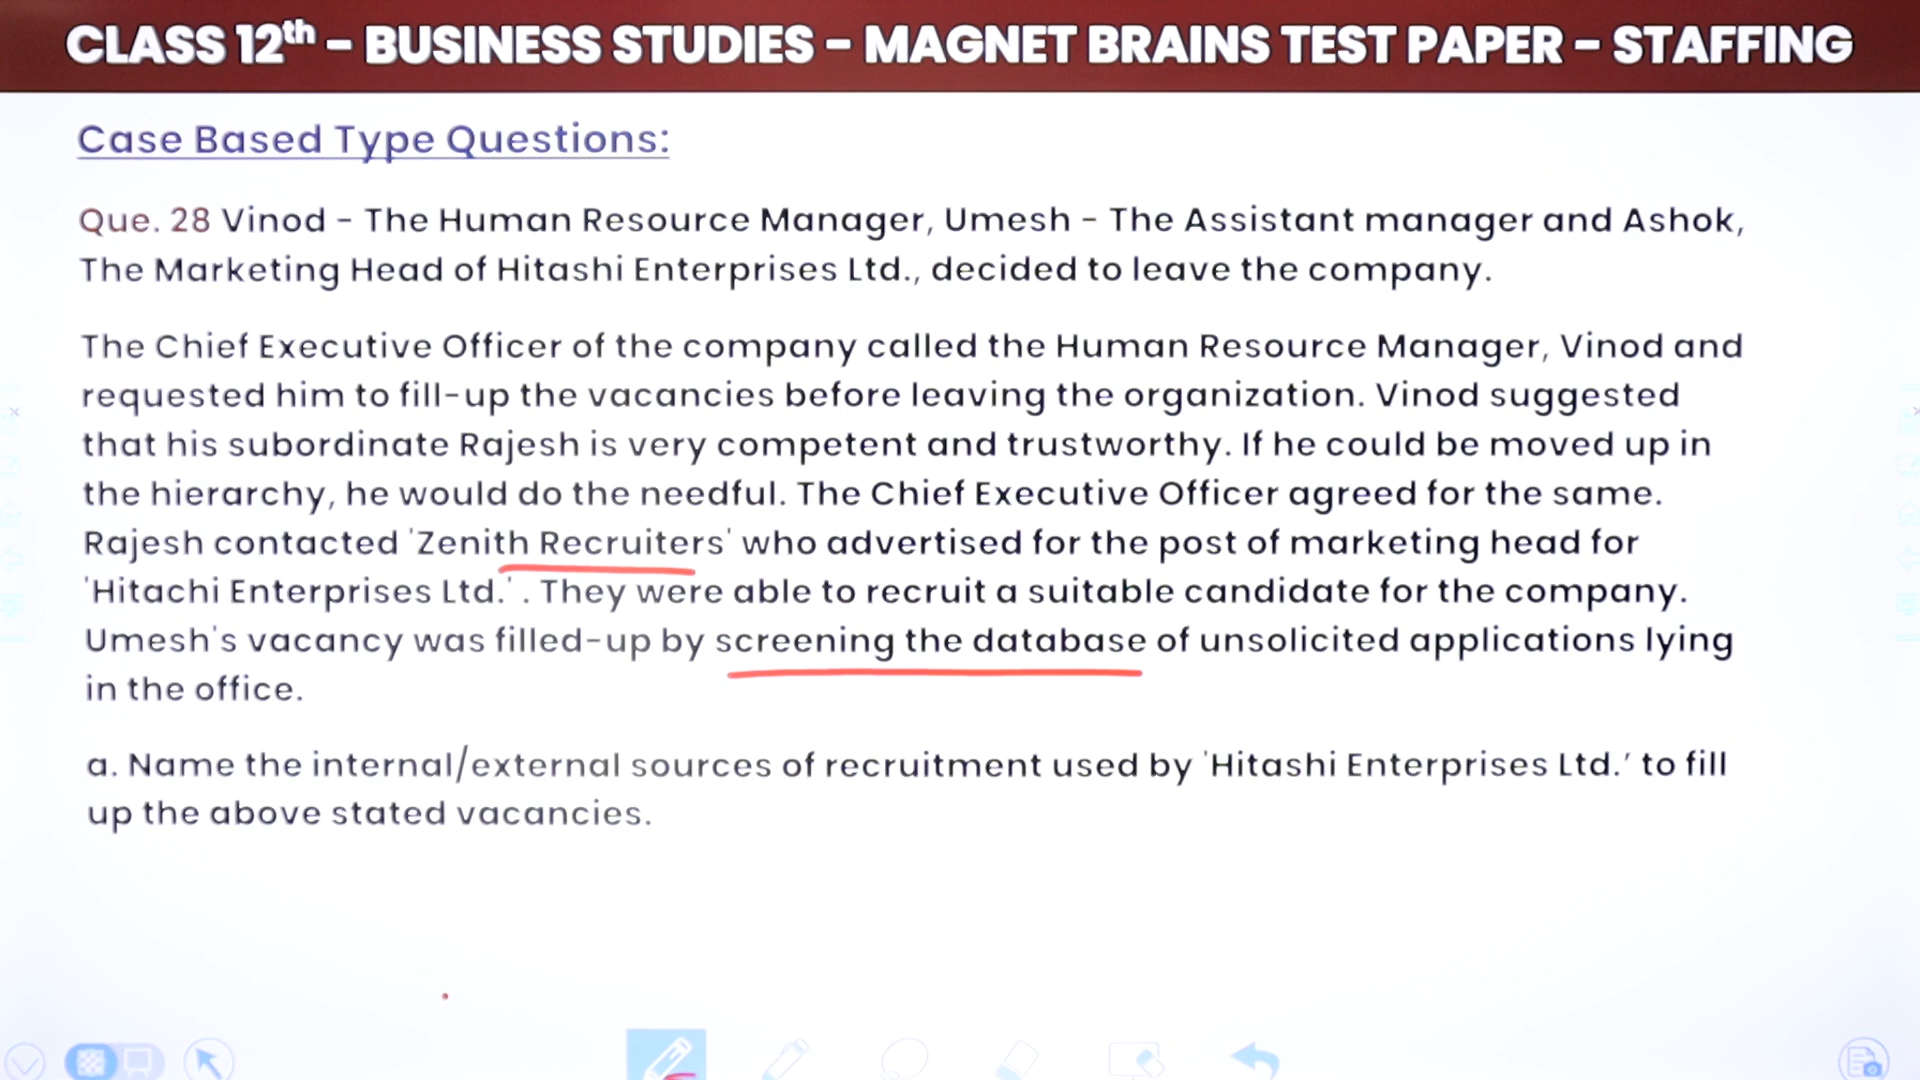 CLASS 12th – BUSINESS STUDIES – MAGNET BRAINS TEST PAPER – STAFFING
Case Based Type Questions:
Que. 28 Vinod - The Human Resource Manager, Umesh - The Assistant manager and Ashok,
The Marketing Head of Hitashi Enterprises Ltd., decided to leave the company.
The Chief Executive Officer of the company called the Human Resource Manager, Vinod and
requested him to fill-up the vacancies before leaving the organization. Vinod suggested
that his subordinate Rajesh is very competent and trustworthy. If he could be moved up in
the hierarchy, he would do the needful. The Chief Executive Officer agreed for the same.
Rajesh contacted 'Zenith Recruiters' who advertised for the post of marketing head for
'Hitachi Enterprises Ltd.' . They were able to recruit a suitable candidate for the company.
Umesh's vacancy was filled-up by screening the database of unsolicited applications lying
in the office.
a. Name the internal/external sources of recruitment used by 'Hitashi Enterprises Ltd.' to fill
up the above stated vacancies.